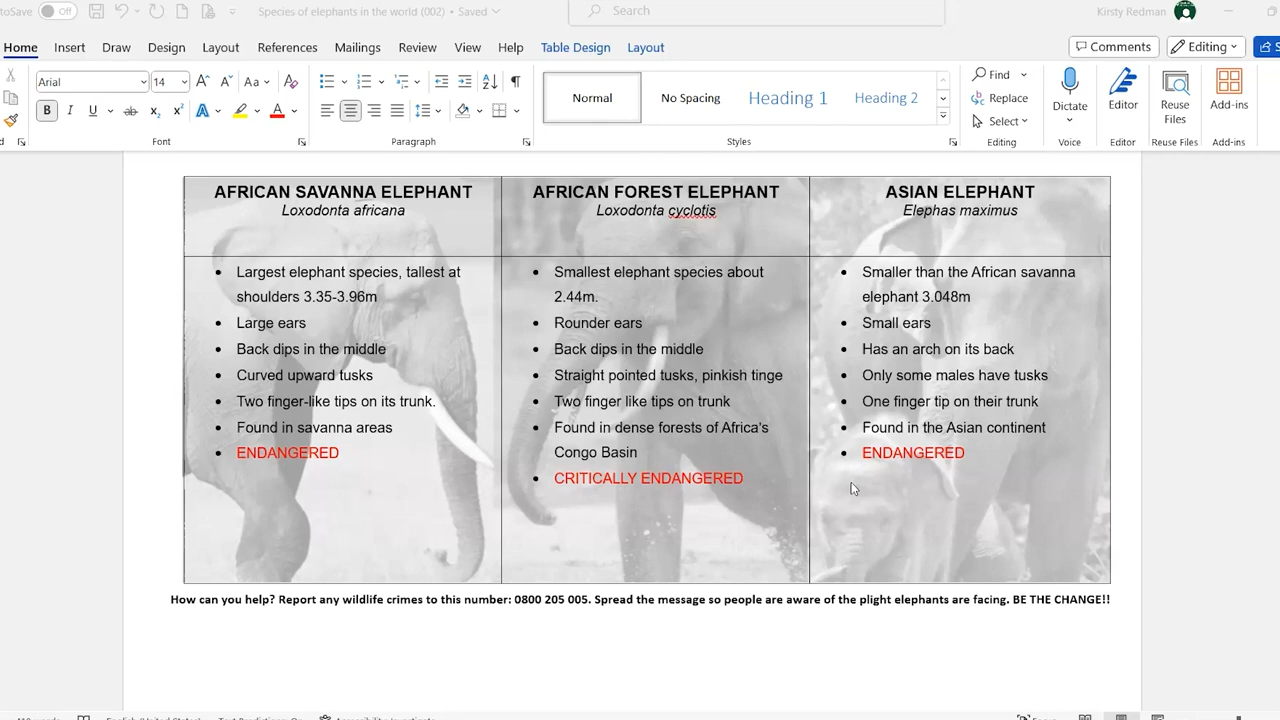 toSave Off Species of elephants in the world (002) • Saved Search Kirsty Redman
Home Insert Draw Design Layout References Mailings Review View Help Table Design Layout Comments Editing
Arial 14 Aa Normal No Spacing Heading 1 Heading 2 Find Replace Select Dictate Editor Reuse Files Add-ins
Font Paragraph Styles Editing Voice Editor Reuse Files Add-ins
AFRICAN SAVANNA ELEPHANT
Loxodonta africana
• Largest elephant species, tallest at
shoulders 3.35-3.96m
• Large ears
• Back dips in the middle
• Curved upward tusks
• Two finger-like tips on its trunk.
• Found in savanna areas
• ENDANGERED
AFRICAN FOREST ELEPHANT
Loxodonta cyclotis
• Smallest elephant species about
2.44m.
• Rounder ears
• Back dips in the middle
• Straight pointed tusks, pinkish tinge
• Two finger like tips on trunk
• Found in dense forests of Africa's
Congo Basin
• CRITICALLY ENDANGERED
ASIAN ELEPHANT
Elephas maximus
• Smaller than the African savanna
elephant 3.048m
• Small ears
• Has an arch on its back
• Only some males have tusks
• One finger tip on their trunk
• Found in the Asian continent
• ENDANGERED
How can you help? Report any wildlife crimes to this number: 0800 205 005. Spread the message so people are aware of the plight elephants are facing. BE THE CHANGE!!